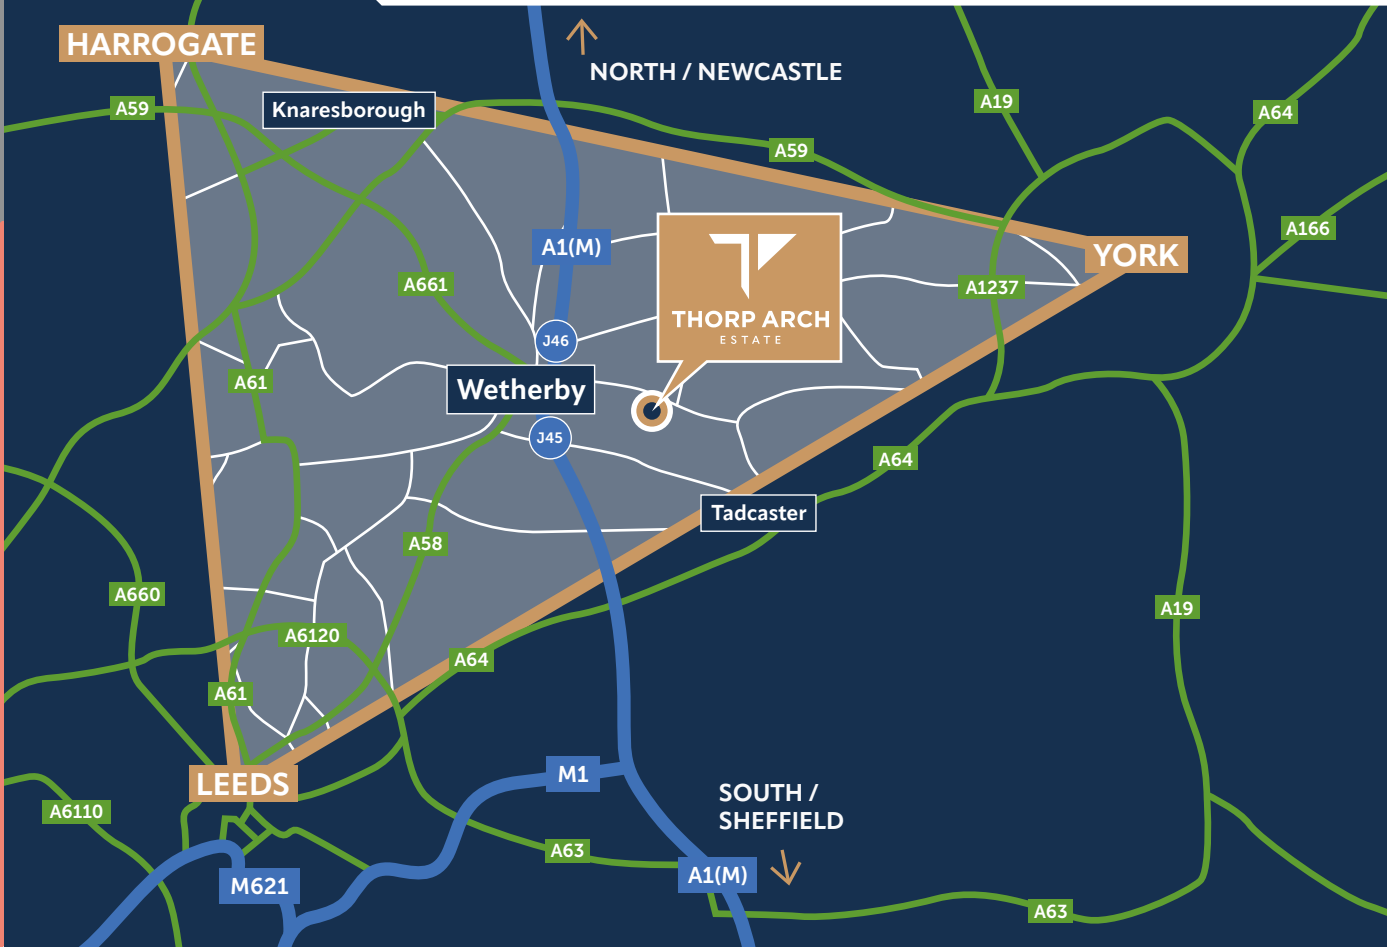 HARROGATE
NORTH / NEWCASTLE
A59
Knaresborough
A19
A64
A59
A166
A1(M)
YORK
A661
A1237
THORP ARCH
ESTATE
J46
A61
Wetherby
J45
A64
Tadcaster
A58
A660
A19
A6120
A64
A61
LEEDS
M1
SOUTH /
SHEFFIELD
A6110
A63
A1(M)
M621
A63